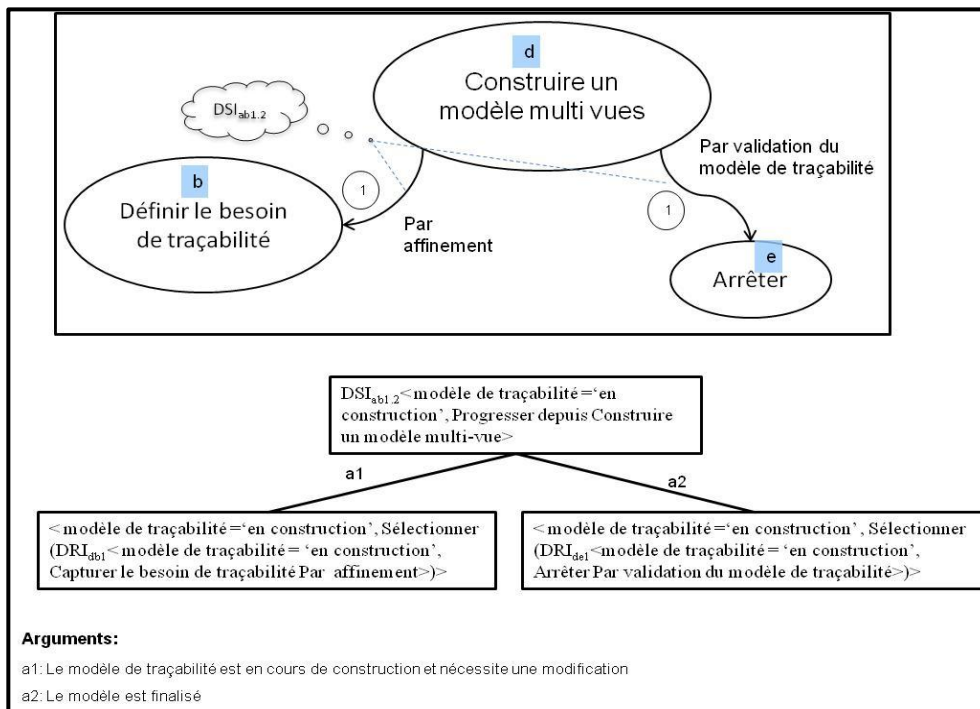 d
Construire un
modèle multi vues
DSI_ab1.2
Par validation du
modèle de traçabilité
b
1
1
Définir le besoin
de traçabilité
Par
affinement
e
Arrêter
DSI_ab1.2<modèle de traçabilité =‘en
construction’, Progresser depuis Construire
un modèle multi-vue>
a1
a2
< modèle de traçabilité =‘en construction’, Sélectionner
(DRI_db1< modèle de traçabilité = ‘en construction’,
Capturer le besoin de traçabilité Par affinement>)>
<modèle de traçabilité =‘en construction’, Sélectionner
(DRI_de1<modèle de traçabilité = ‘en construction’,
Arrêter Par validation du modèle de traçabilité>)>
Arguments:
a1: Le modèle de traçabilité est en cours de construction et nécessite une modification
a2: Le modèle est finalisé